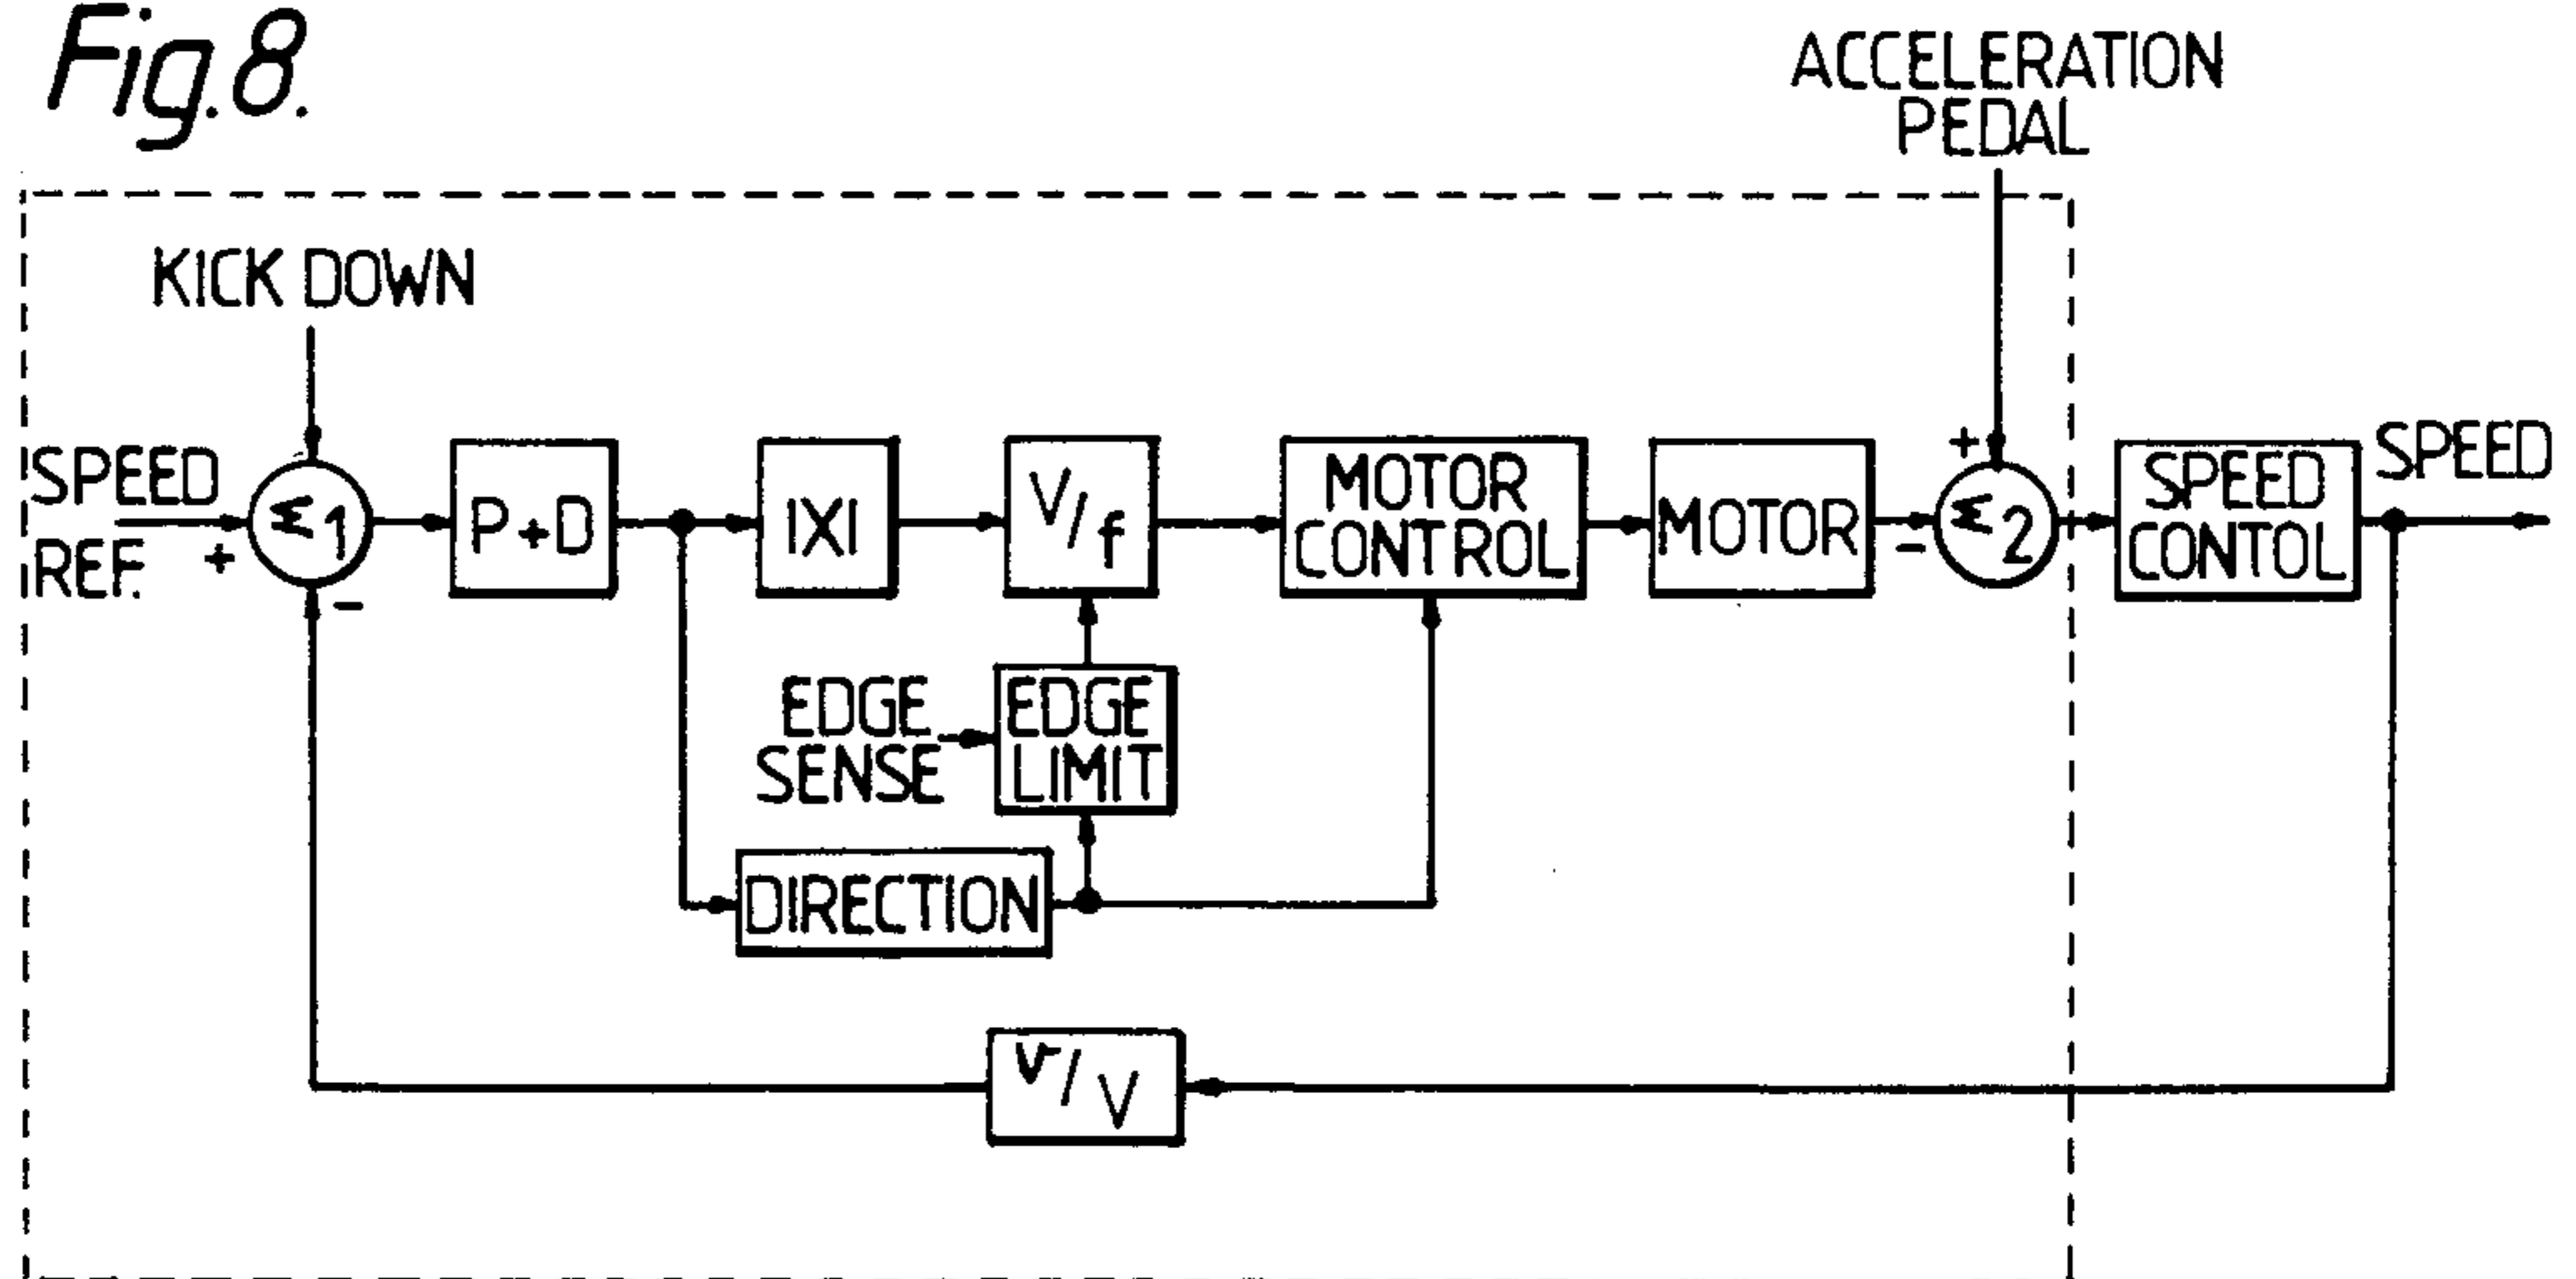 Fig.8.
ACCELERATION
PEDAL
KICK DOWN
SPEED
REF.
+
-
Σ1
P+D
|X|
V/f
MOTOR
CONTROL
MOTOR
+
-
Σ2
SPEED
CONTOL
SPEED
EDGE
SENSE
EDGE
LIMIT
DIRECTION
v/V